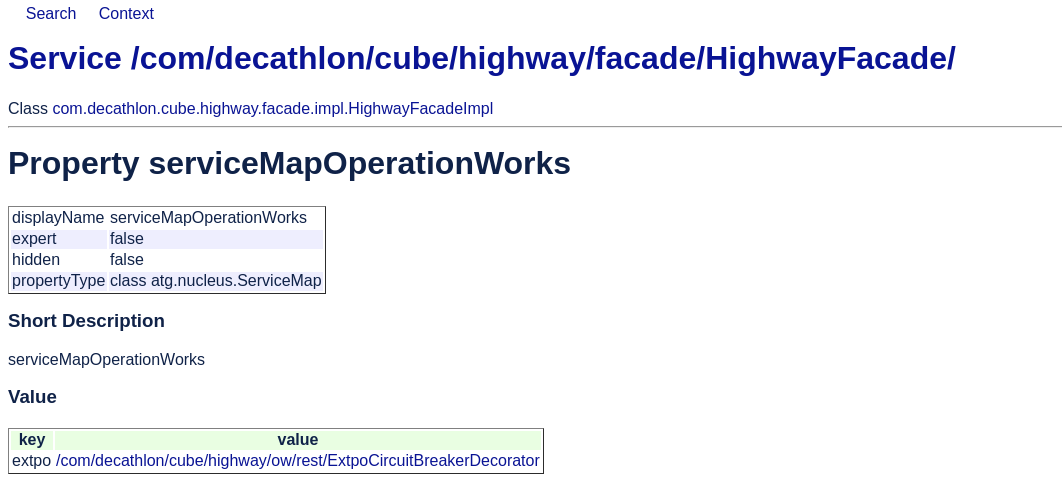 Search Context
Service /com/decathlon/cube/highway/facade/HighwayFacade/
Class com.decathlon.cube.highway.facade.impl.HighwayFacadeImpl
Property serviceMapOperationWorks
displayName serviceMapOperationWorks
expert false
hidden false
propertyType class atg.nucleus.ServiceMap
Short Description
serviceMapOperationWorks
Value
key value
extpo /com/decathlon/cube/highway/ow/rest/ExtpoCircuitBreakerDecorator